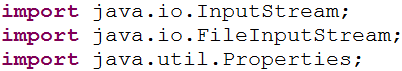 import java.io.InputStream;
import java.io.FileInputStream;
import java.util.Properties;